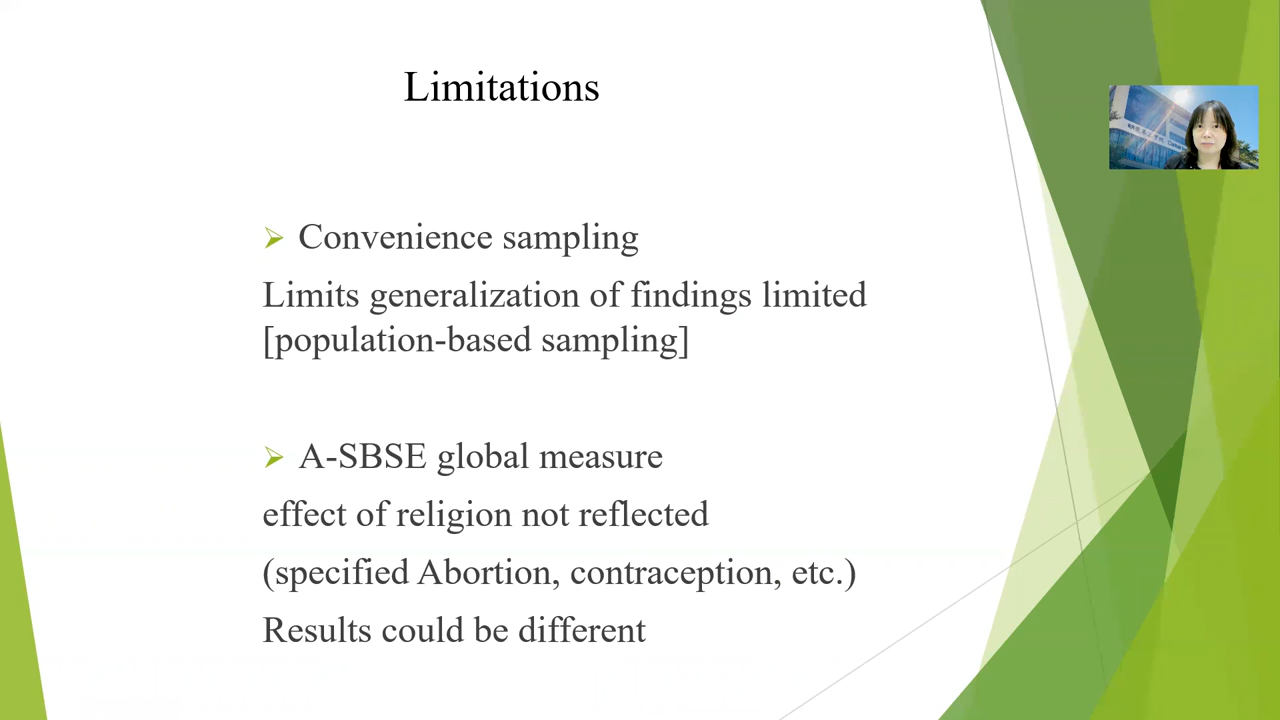 Limitations
Convenience sampling
Limits generalization of findings limited
[population-based sampling]
A-SBSE global measure
effect of religion not reflected
(specified Abortion, contraception, etc.)
Results could be different